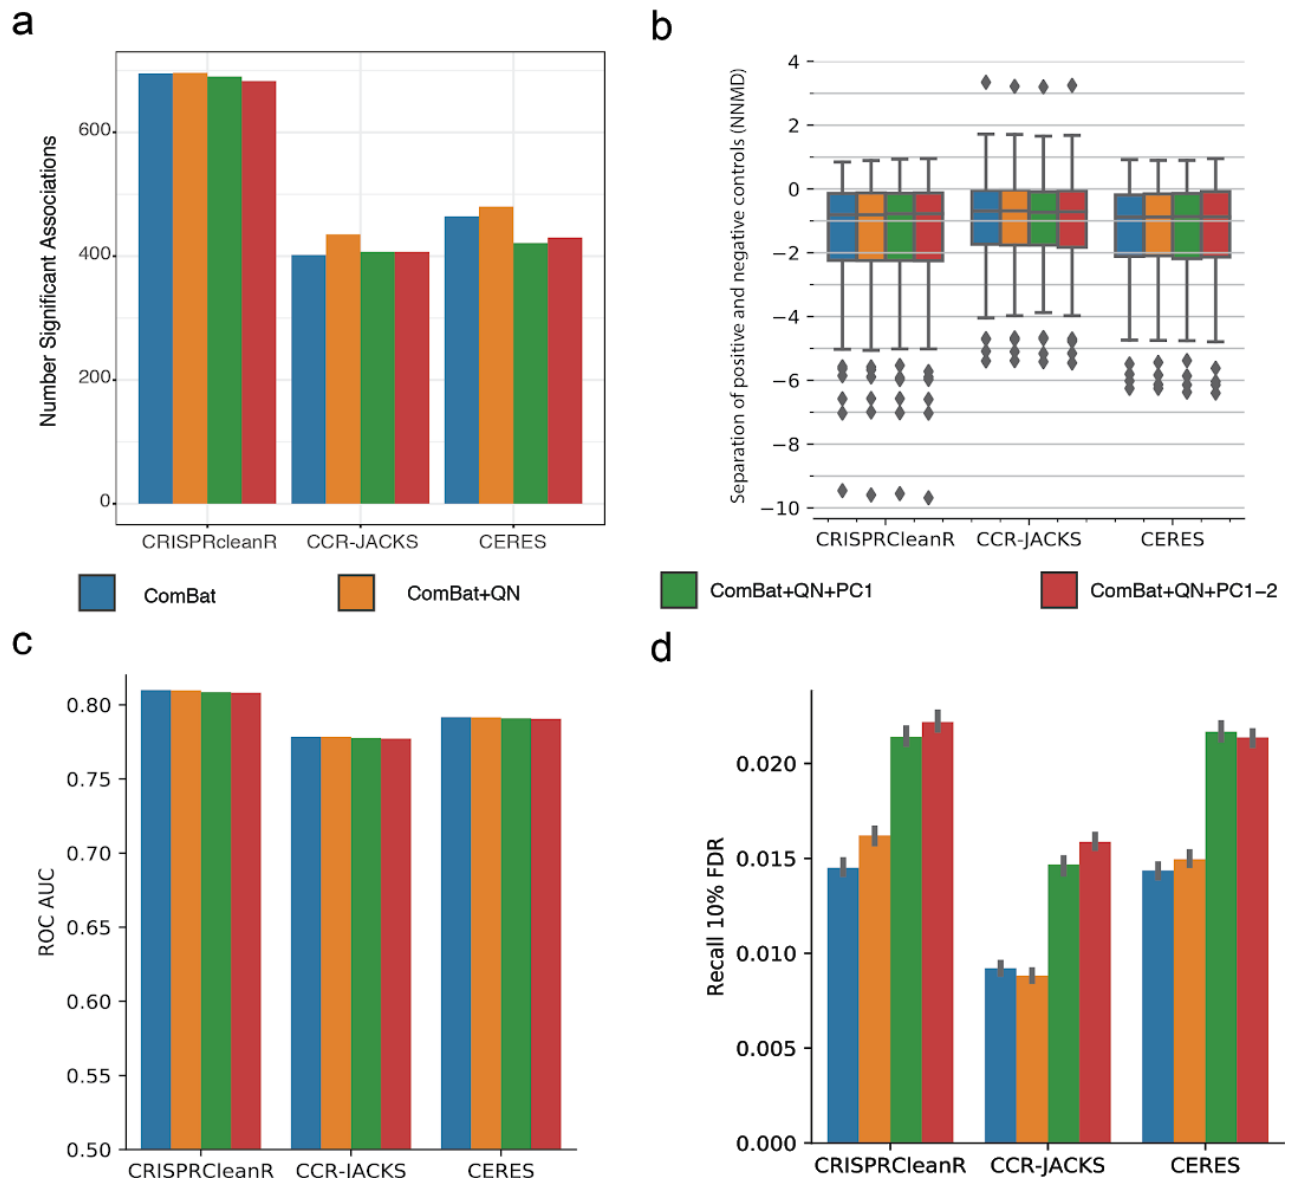 a
Number Significant Associations
600
400
200
0
CRISPRcleanR
CCR-JACKS
CERES
b
Separation of positive and negative controls (NNMD)
4
2
0
−2
−4
−6
−8
−10
CRISPRCleanR
CCR-JACKS
CERES
ComBat
ComBat+QN
ComBat+QN+PC1
ComBat+QN+PC1-2
c
ROC AUC
0.80
0.75
0.70
0.65
0.60
0.55
0.50
CRISPRCleanR
CCR-IACKS
CERES
d
Recall 10% FDR
0.020
0.015
0.010
0.005
0.000
CRISPRCleanR
CCR-JACKS
CERES